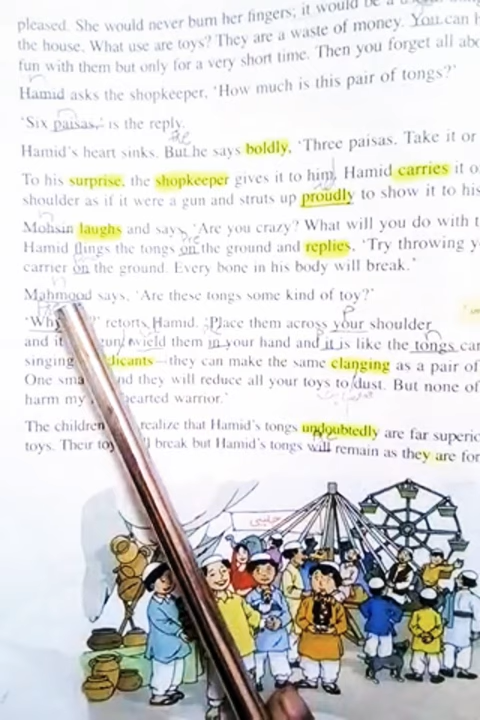 pleased. She would never burn her fingers; it would be a
the house. What use are toys? They are a waste of money. You can h
fun with them but only for a very short time. Then you forget all abo
Hamid asks the shopkeeper, 'How much is this pair of tongs?'
'Six paisas,' is the reply.
Hamid's heart sinks. But he says boldly, 'Three paisas. Take it or
To his surprise, the shopkeeper gives it to him. Hamid carries it o
shoulder as if it were a gun and struts up proudly to show it to his
Mohsin laughs and says, 'Are you crazy? What will you do with t
Hamid flings the tongs on the ground and replies, 'Try throwing y
carrier on the ground. Every bone in his body will break.'
Mahmood says, 'Are these tongs some kind of toy?'
'Why ?' retorts Hamid. 'Place them across your shoulder
and it gun; wield them in your hand and it is like the tongs car
singing dicants—they can make the same clanging as a pair of
One sma nd they will reduce all your toys to dust. But none of
harm my hearted warrior.'
The children realize that Hamid's tongs undoubtedly are far superio
toys. Their toy ll break but Hamid's tongs will remain as they are for